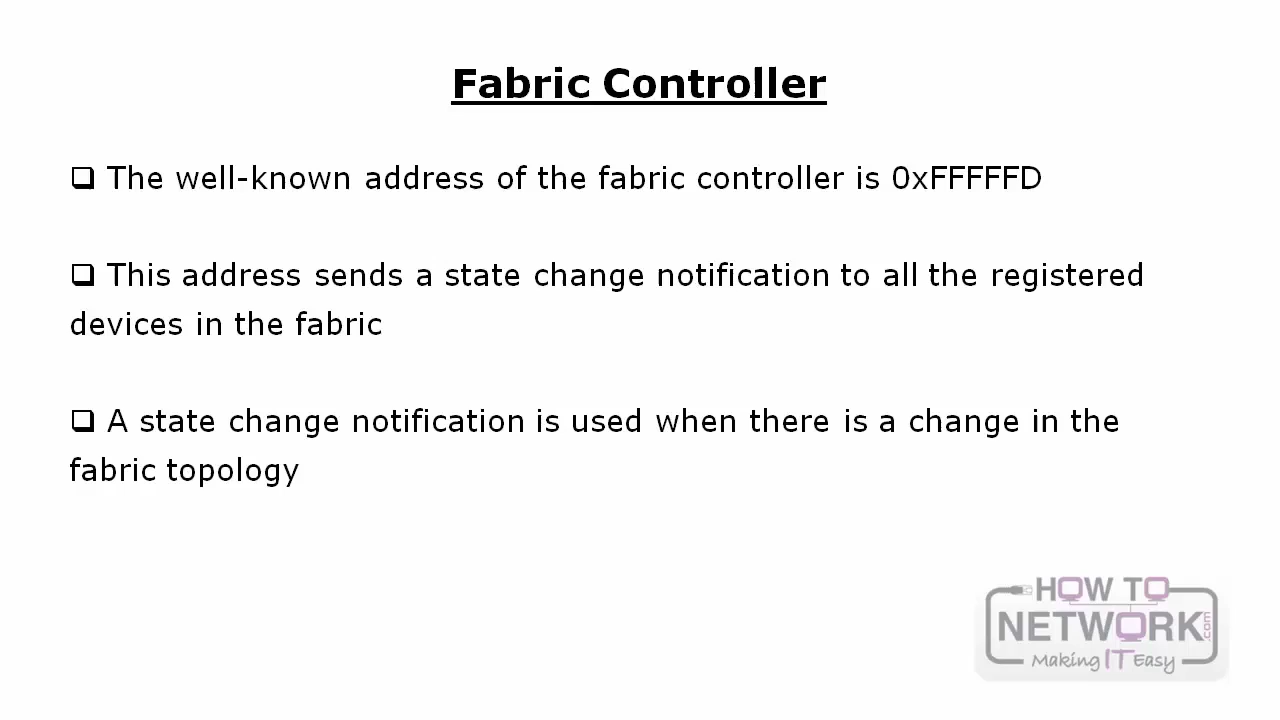 Fabric Controller
❑ The well-known address of the fabric controller is 0xFFFFFD
❑ This address sends a state change notification to all the registered
devices in the fabric
❑ A state change notification is used when there is a change in the
fabric topology
HOW TO
NETWORK.com
Making IT Easy